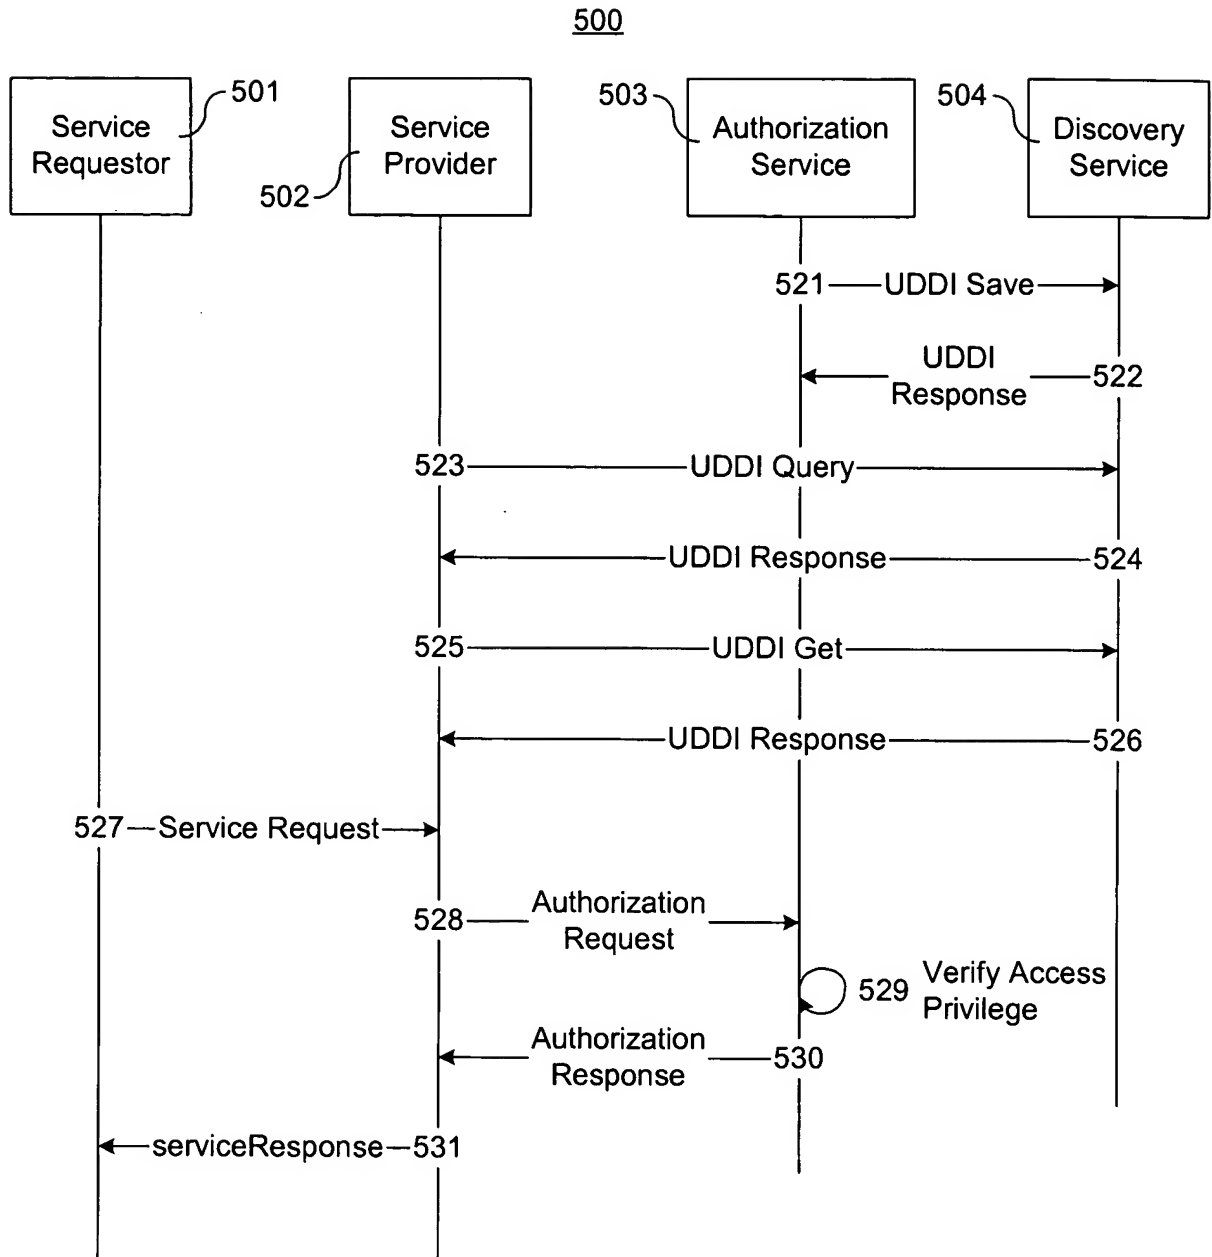 500
501
Service
Requestor
Service
Provider
502
503
Authorization
Service
504
Discovery
Service
521
UDDI Save
UDDI
Response
522
523
UDDI Query
UDDI Response
524
525
UDDI Get
UDDI Response
526
527
Service Request
528
Authorization
Request
529
Verify Access
Privilege
Authorization
Response
530
serviceResponse
531